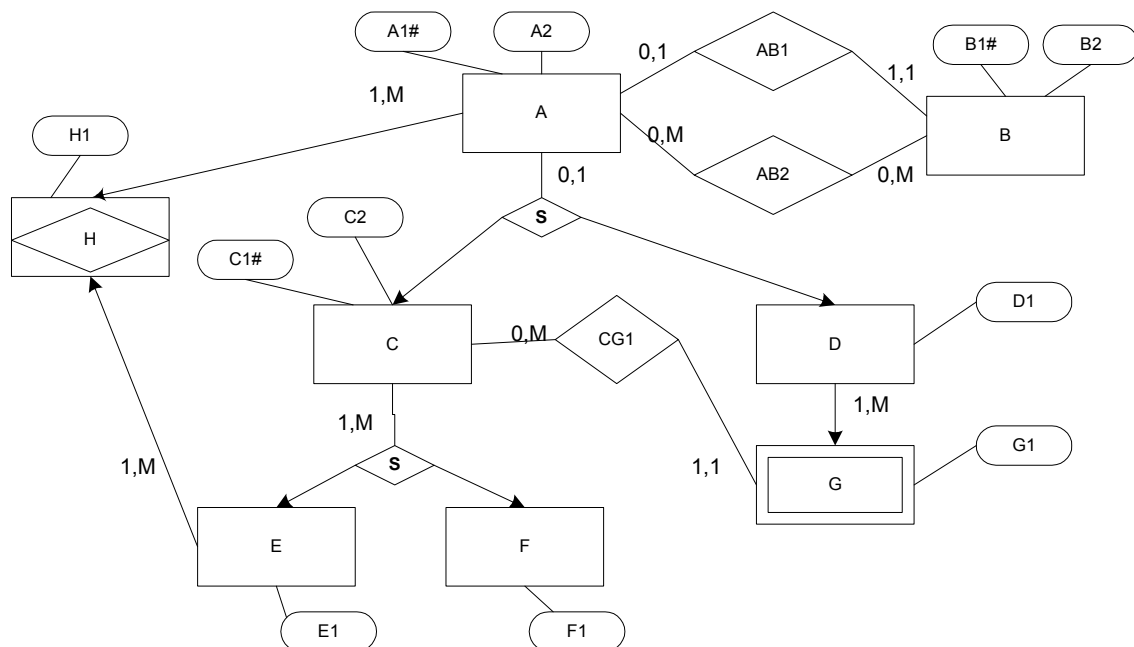 A1#
A2
B1#
B2
0,1
AB1
1,1
1,M
A
B
H1
0,M
AB2
0,M
0,1
H
C2
S
C1#
D1
C
0,M
CG1
D
1,M
1,M
G1
1,M
S
1,1
G
E
F
E1
F1